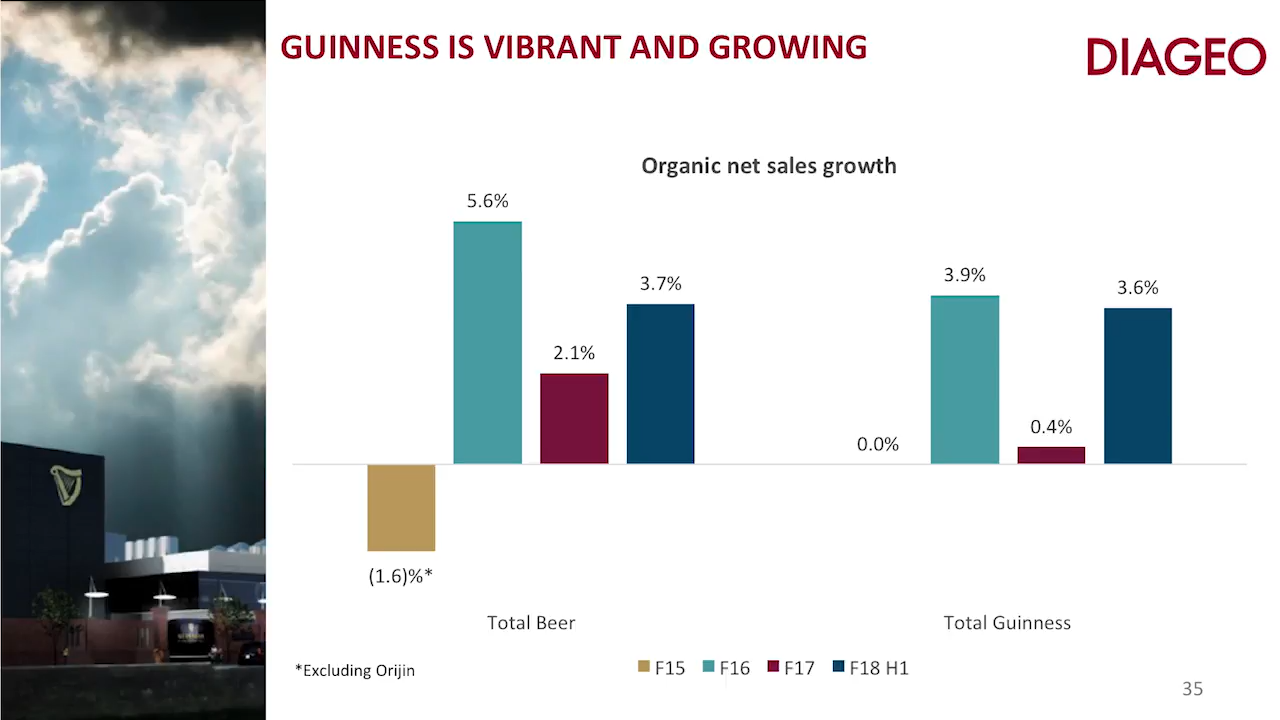 GUINNESS IS VIBRANT AND GROWING
DIAGEO
Organic net sales growth
5.6%
3.9%
3.7%
3.6%
2.1%
0.4%
0.0%
(1.6)%*
Total Beer
Total Guinness
F15
F16
F17
F18 H1
*Excluding Orijin
35